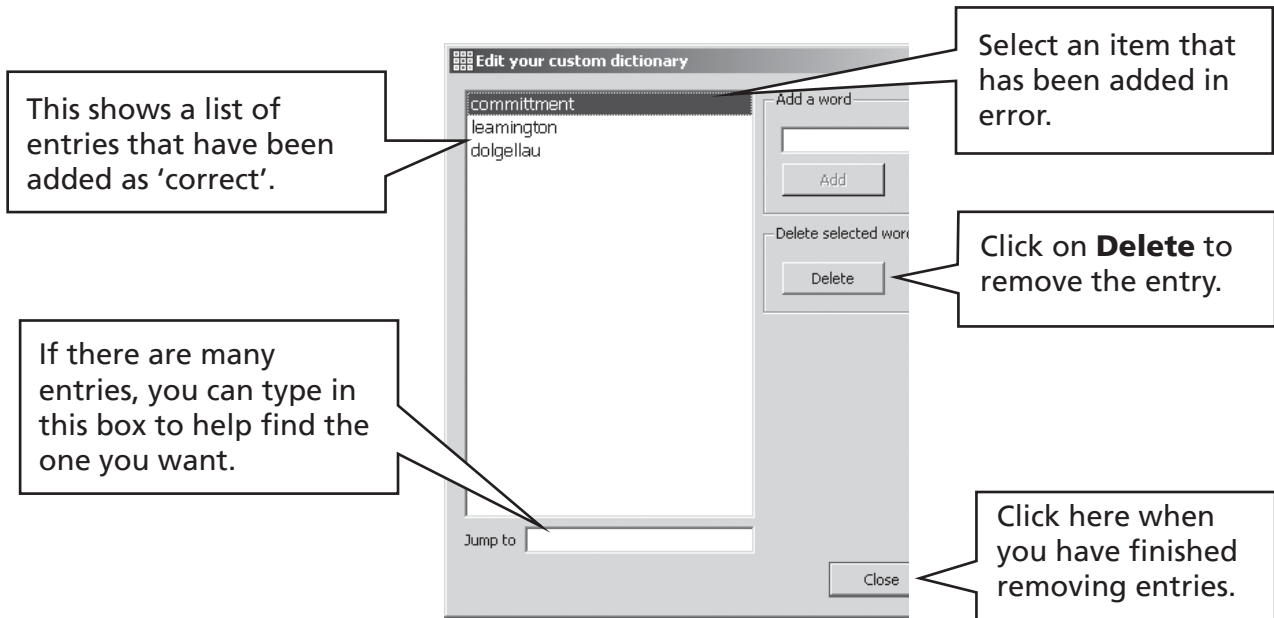 Edit your custom dictionary
Select an item that
has been added in
error.
This shows a list of
entries that have been
added as ‘correct’.
committment
leamington
dolgellau
Add a word
Add
Delete selected wor
Delete
Click on Delete to
remove the entry.
If there are many
entries, you can type in
this box to help find the
one you want.
Jump to
Close
Click here when
you have finished
removing entries.